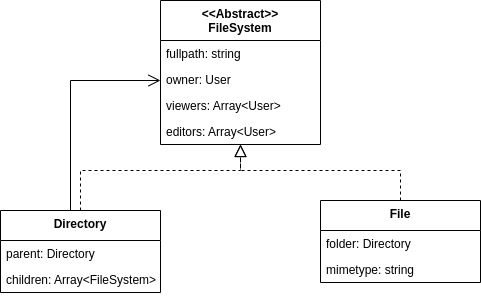 <<Abstract>>
FileSystem
fullpath: string
owner: User
viewers: Array<User>
editors: Array<User>
Directory
parent: Directory
children: Array<FileSystem>
File
folder: Directory
mimetype: string